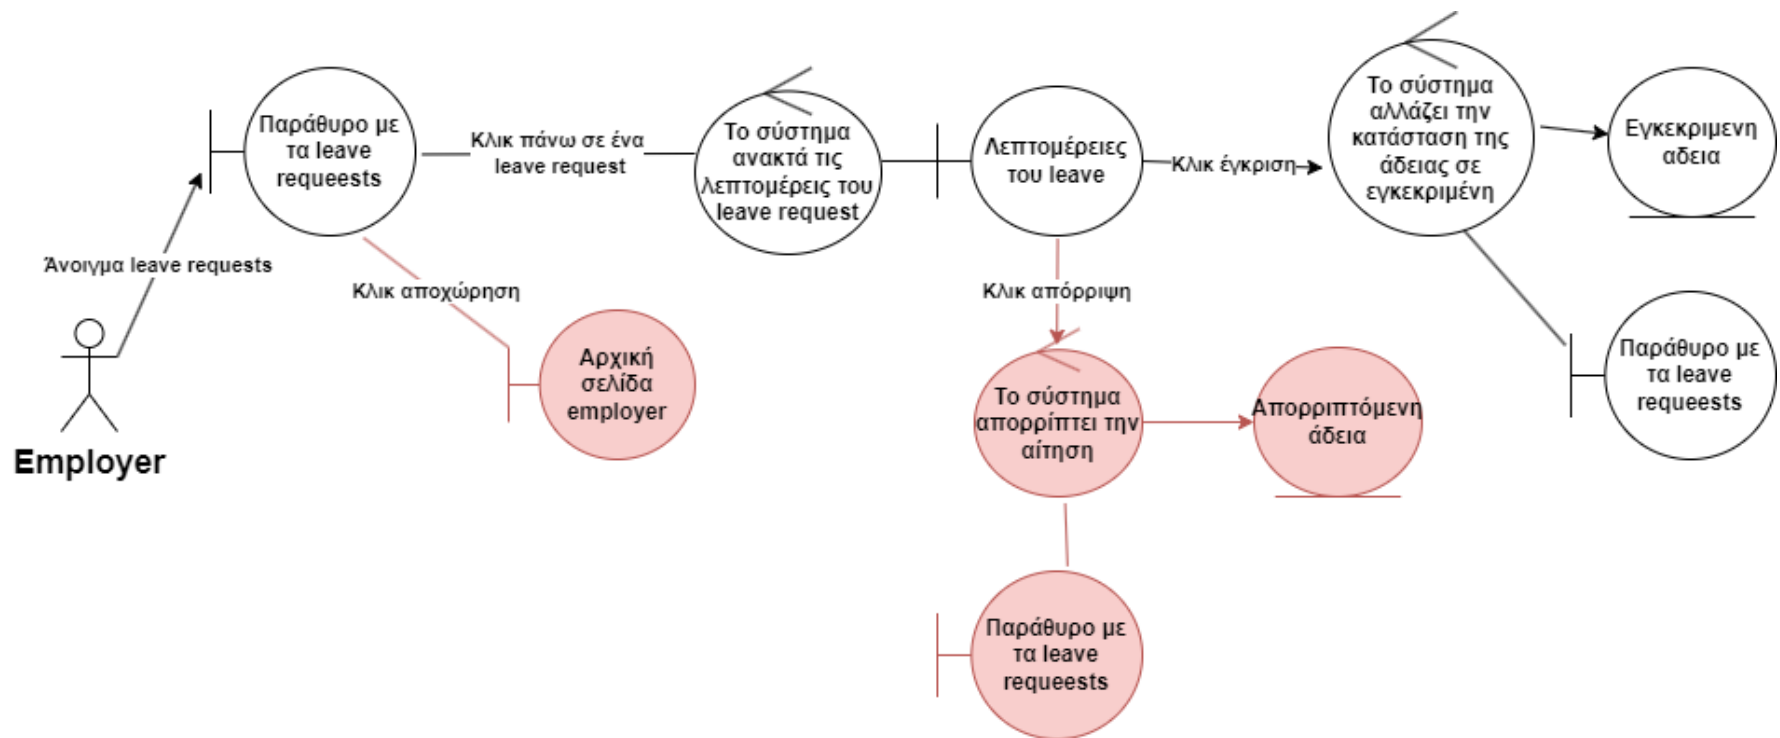 Παράθυρο με
τα leave
requeests
Κλικ πάνω σε ένα
leave request
Το σύστημα
ανακτά τις
λεπτομέρεις του
leave request
Λεπτομέρειες
του leave
Κλικ έγκριση
Το σύστημα
αλλάζει την
κατάσταση της
άδειας σε
εγκεκριμένη
Εγκεκριμενη
αδεια
Άνοιγμα leave requests
Κλικ αποχώρηση
Κλικ απόρριψη
Αρχική
σελίδα
employer
Το σύστημα
απορρίπτει την
αίτηση
Απορριπτόμενη
άδεια
Παράθυρο με
τα leave
requeests
Employer
Παράθυρο με
τα leave
requeests